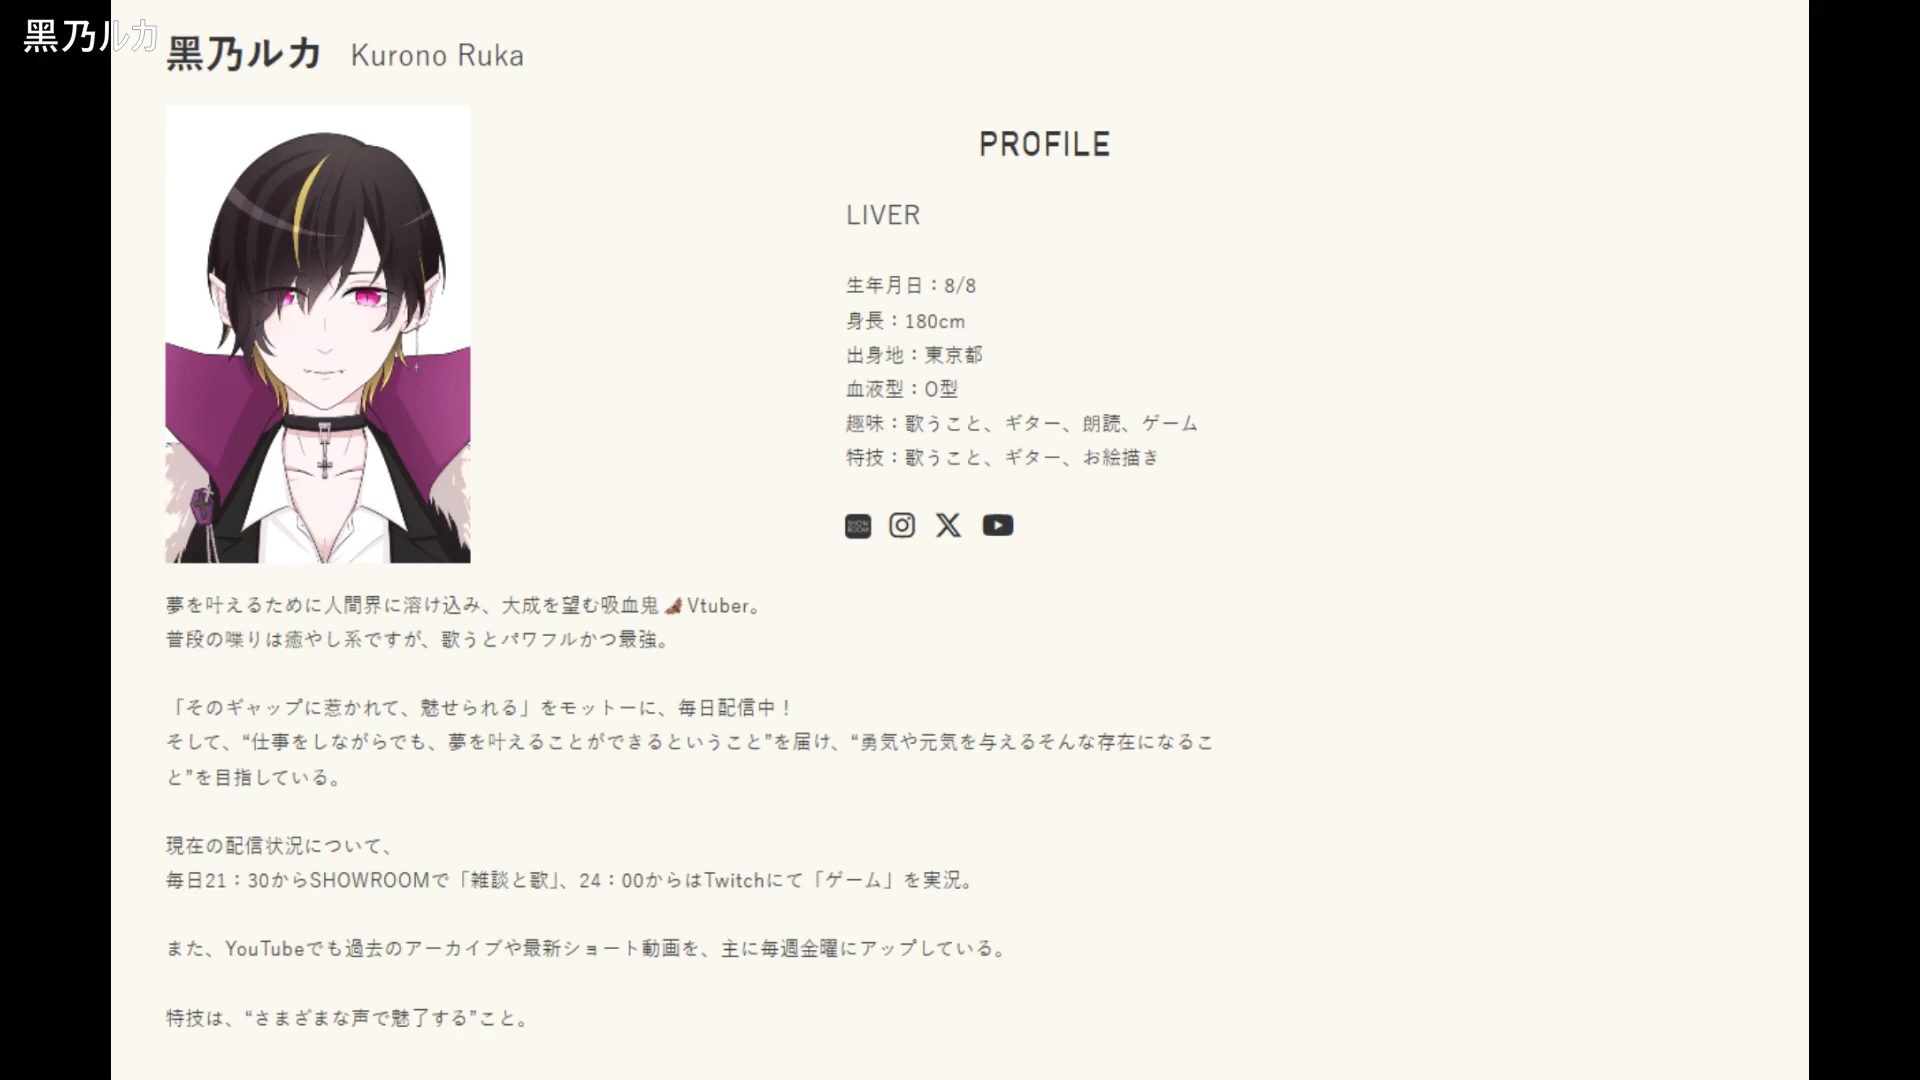 黑乃ルカ
黑乃ルカ Kurono Ruka
PROFILE
LIVER
生年月日：8/8
身長：180cm
出身地：東京都
血液型：O型
趣味：歌うこと、ギター、朗読、ゲーム
特技：歌うこと、ギター、お絵描き
SHOW
ROOM
夢を叶えるために人間界に溶け込み、大成を望む吸血鬼🦇Vtuber。
普段の喋りは癒やし系ですが、歌うとパワフルかつ最強。
「そのギャップに惹かれて、魅せられる」をモットーに、毎日配信中！
そして、“仕事をしながらでも、夢を叶えることができるということ”を届け、“勇気や元気を与えるそんな存在になるこ
と”を目指している。
現在の配信状況について、
毎日21：30からSHOWROOMで「雑談と歌」、24：00からはTwitchにて「ゲーム」を実況。
また、YouTubeでも過去のアーカイブや最新ショート動画を、主に毎週金曜にアップしている。
特技は、“さまざまな声で魅了する”こと。